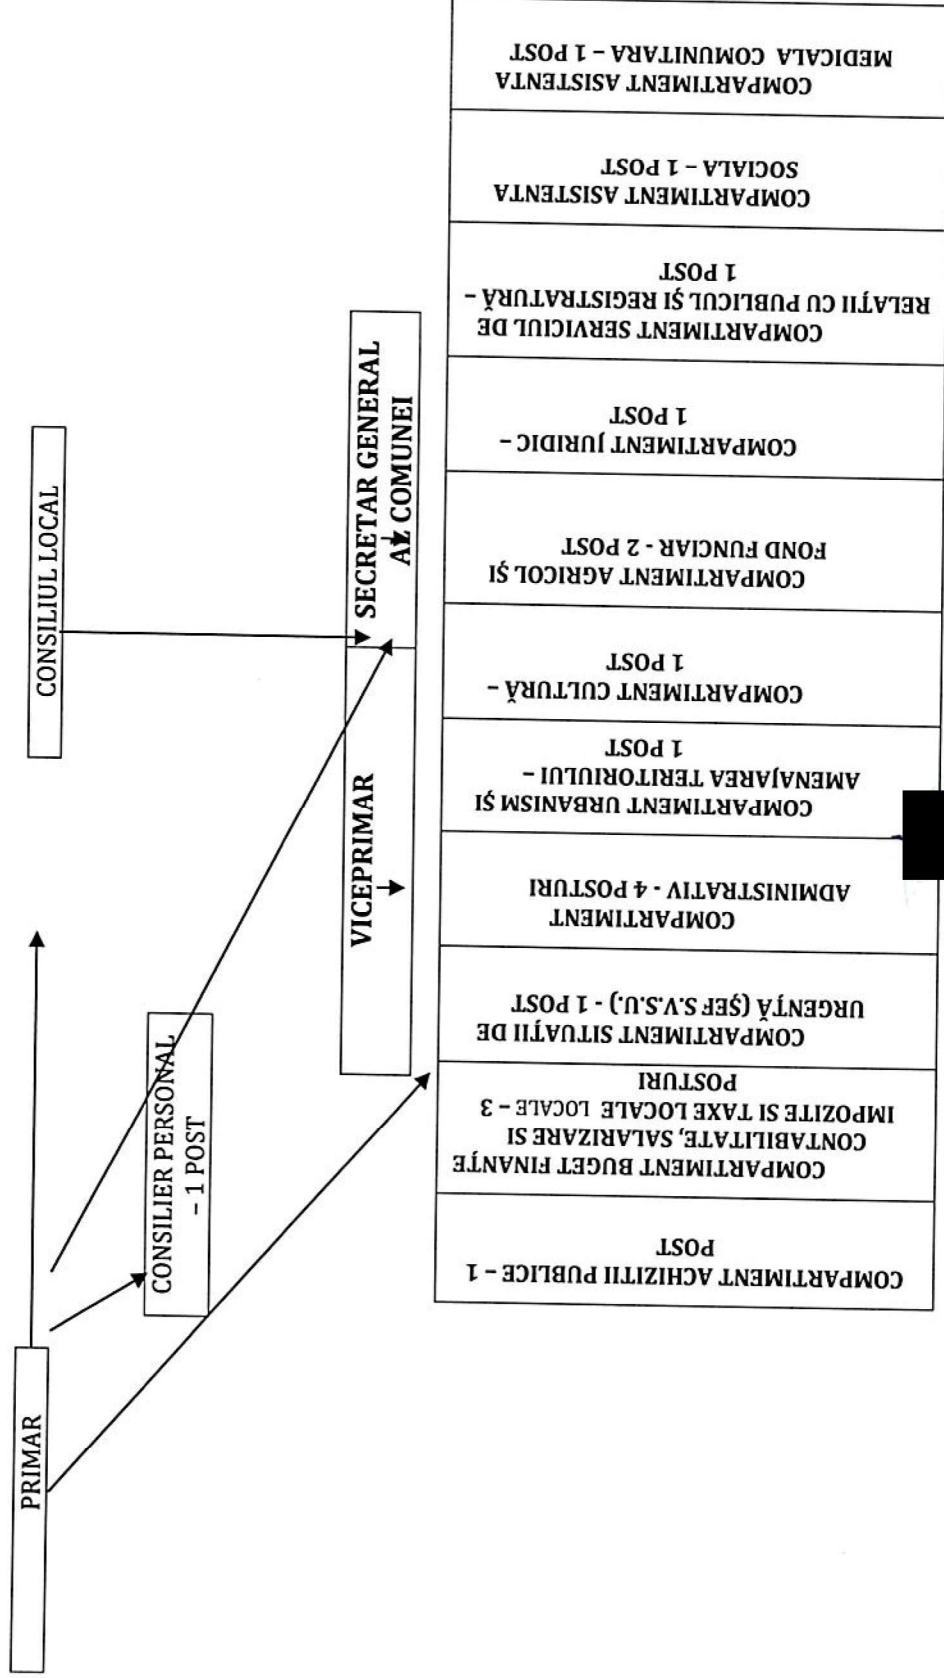 PRIMAR
CONSILIUL LOCAL
CONSILIER PERSONAL
– 1 POST
VICEPRIMAR
SECRETAR GENERAL
AL COMUNEI
COMPARTIMENT ACHIZITII PUBLICE – 1
POST
COMPARTIMENT BUGET FINANȚE
CONTABILITATE, SALARIZARE SI
IMPOZITE SI TAXE LOCALE LOCALE – 3
POSTURI
COMPARTIMENT SITUAȚII DE
URGENȚĂ (ȘEF S.V.S.U.) - 1 POST
COMPARTIMENT
ADMINISTRATIV - 4 POSTURI
COMPARTIMENT URBANISM ȘI
AMENAJAREA TERITORIULUI –
1 POST
COMPARTIMENT CULTURĂ –
1 POST
COMPARTIMENT AGRICOL ȘI
FOND FUNCIAR - 2 POST
COMPARTIMENT JURIDIC –
1 POST
COMPARTIMENT SERVICIUL DE
RELAȚII CU PUBLICUL ȘI REGISTRATURĂ –
1 POST
COMPARTIMENT ASISTENTA
SOCIALA – 1 POST
COMPARTIMENT ASISTENTA
MEDICALA COMUNITARA – 1 POST